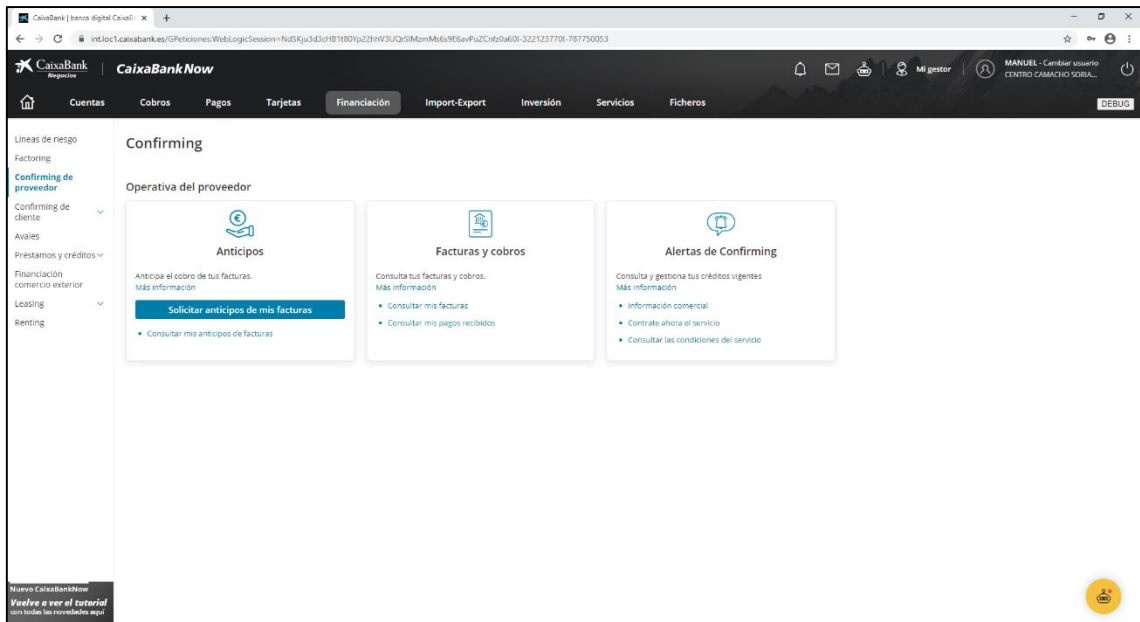 CaixaBank | banca digital CaixaB
int.loc1.caixabank.es/GPeticiones;WebLogicSession=
CaixaBank
Negocios
CaixaBankNow
Mi gestor
MANUEL - Cambiar usuario
CENTRO CAMACHO SORIA...
Cuentas
Cobros
Pagos
Tarjetas
Financiación
Import-Export
Inversión
Servicios
Ficheros
DEBUG
Líneas de riesgo
Factoring
Confirming de
proveedor
Confirming de
cliente
Avales
Préstamos y créditos
Financiación
comercio exterior
Leasing
Renting
Confirming
Operativa del proveedor
Anticipos
Anticipa el cobro de tus facturas.
Más información
Solicitar anticipos de mis facturas
• Consultar mis anticipos de facturas
Facturas y cobros
Consulta tus facturas y cobros.
Más información
• Consultar mis facturas
• Consultar mis pagos recibidos
Alertas de Confirming
Consulta y gestiona tus créditos vigentes
Más información
• Información comercial
• Contrate ahora el servicio
• Consultar las condiciones del servicio
Nuevo CaixaBankNow
Vuelve a ver el tutorial
con todas las novedades aquí